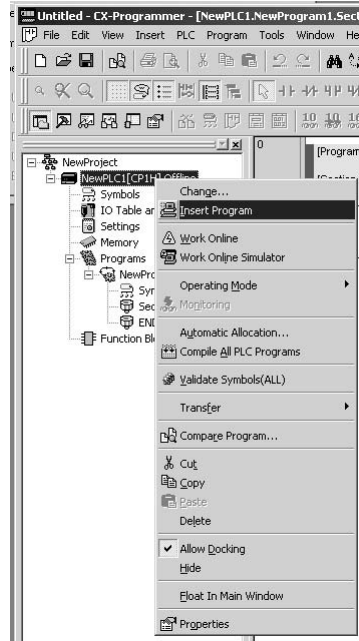 Untitled - CX-Programmer - [NewPLC1.NewProgram1.Sec
File Edit View Insert PLC Program Tools Window He
0
[Program
NewProject
NewPLC1[CP1H] Offline
Symbols
IO Table ar
Settings
Memory
Programs
NewPro
Syr
Sec
END
Function Bl
Change...
Insert Program
Work Online
Work Online Simulator
Operating Mode
Monitoring
Automatic Allocation...
Compile All PLC Programs
Validate Symbols(ALL)
Transfer
Compare Program...
Cut
Copy
Paste
Delete
Allow Docking
Hide
Float In Main Window
Properties